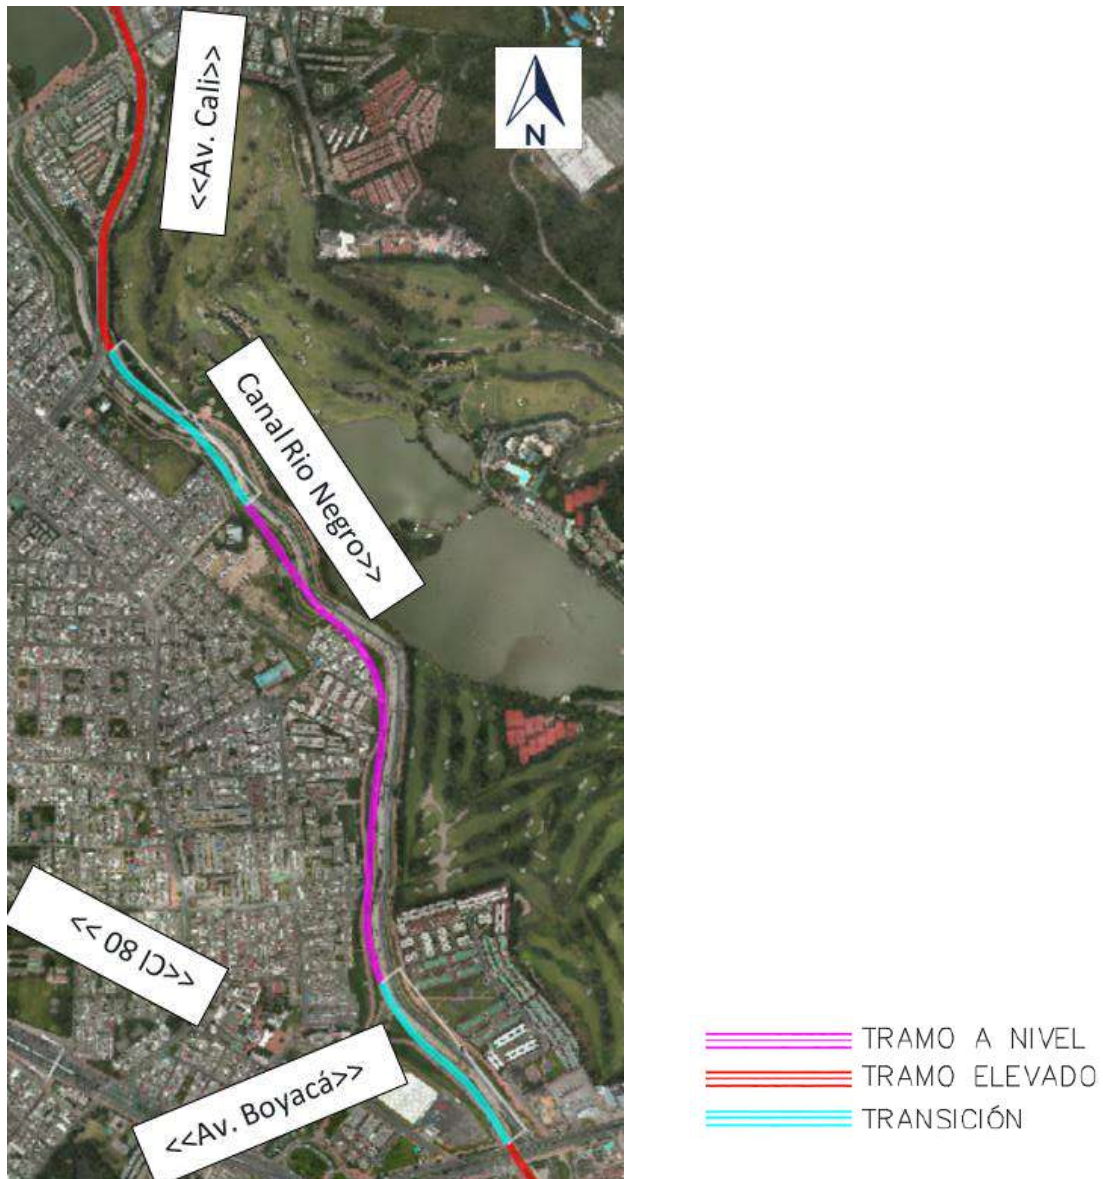 <<Av. Cali>>
N
Canal Rio Negro>>
<<Cl 80 >>
<<Av. Boyacá>>
TRAMO A NIVEL
TRAMO ELEVADO
TRANSICIÓN